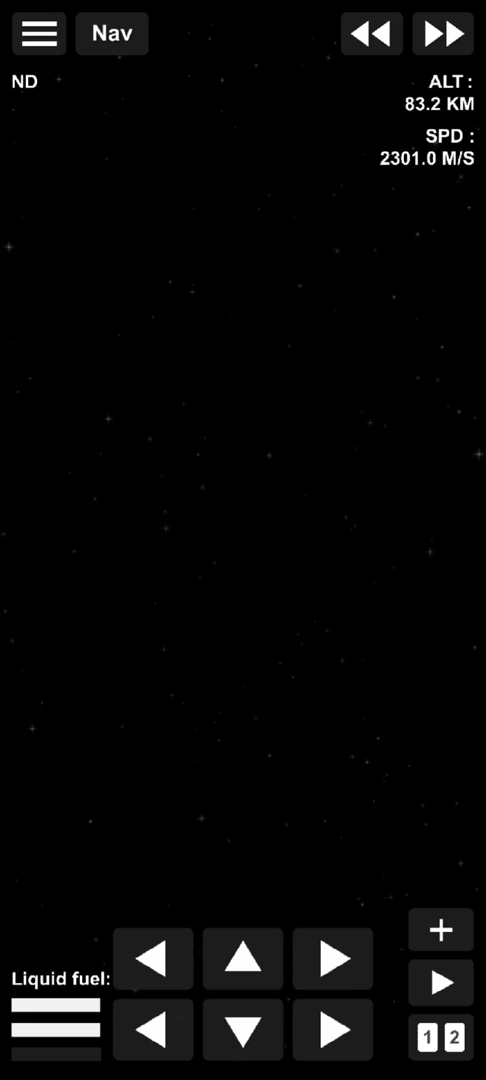 Nav
ND
ALT :
83.2 KM
SPD :
2301.0 M/S
Liquid fuel:
1 2